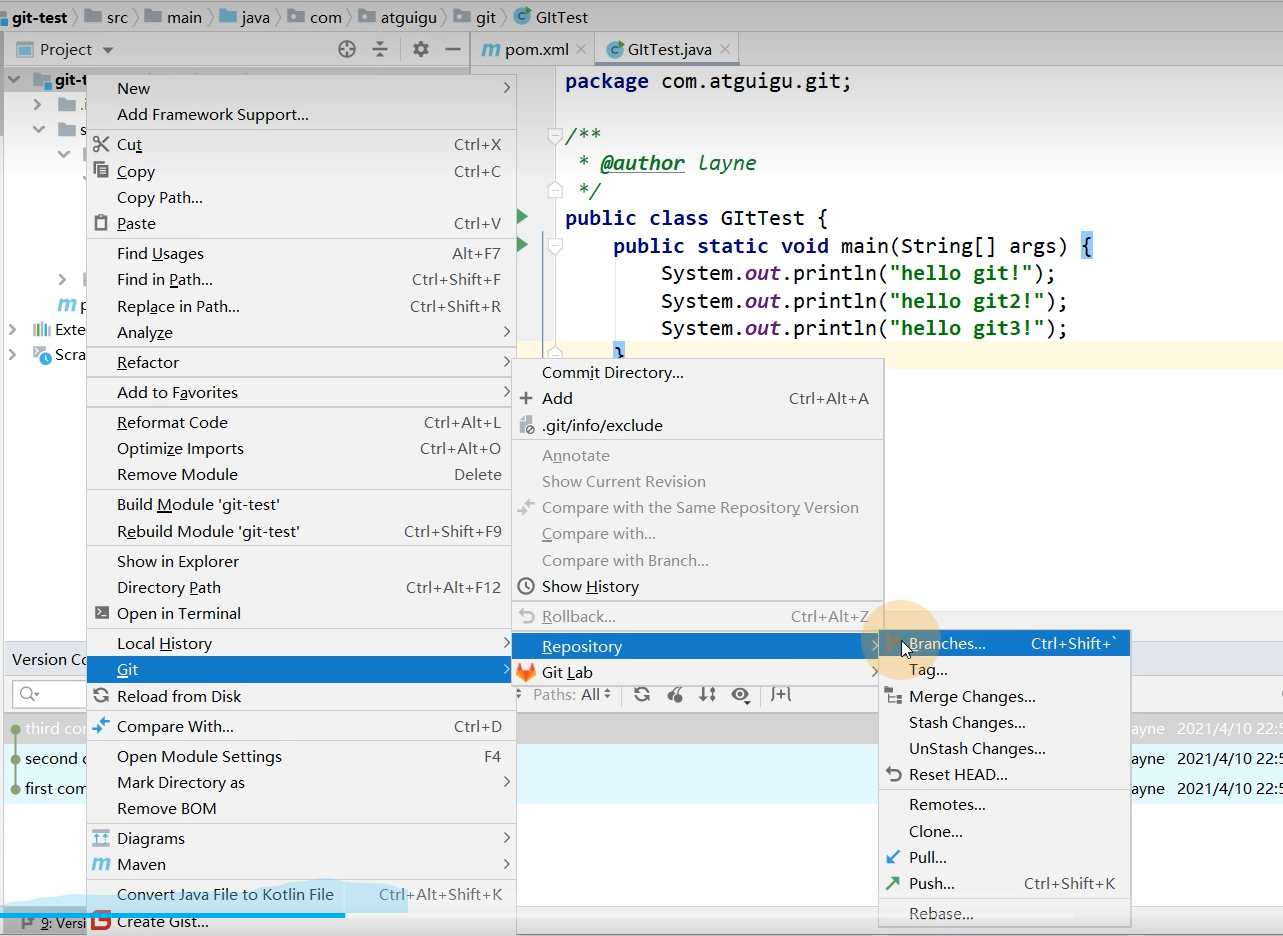 git-test src main java com atguigu git GItTest
Project
pom.xml GItTest.java
package com.atguigu.git;
/**
* @author layne
*/
public class GItTest {
public static void main(String[] args) {
System.out.println("hello git!");
System.out.println("hello git2!");
System.out.println("hello git3!");
}
git-t
Exte
Scra
New
Add Framework Support...
Cut Ctrl+X
Copy Ctrl+C
Copy Path...
Paste Ctrl+V
Find Usages Alt+F7
Find in Path... Ctrl+Shift+F
Replace in Path... Ctrl+Shift+R
Analyze
Refactor
Add to Favorites
Reformat Code Ctrl+Alt+L
Optimize Imports Ctrl+Alt+O
Remove Module Delete
Build Module 'git-test'
Rebuild Module 'git-test' Ctrl+Shift+F9
Show in Explorer
Directory Path Ctrl+Alt+F12
Open in Terminal
Local History
Git
Reload from Disk
Compare With... Ctrl+D
Open Module Settings F4
Mark Directory as
Remove BOM
Diagrams
Maven
Convert Java File to Kotlin File Ctrl+Alt+Shift+K
Create Gist...
Commit Directory...
Add Ctrl+Alt+A
.git/info/exclude
Annotate
Show Current Revision
Compare with the Same Repository Version
Compare with...
Compare with Branch...
Show History
Rollback... Ctrl+Alt+Z
Repository
Git Lab
Branches... Ctrl+Shift+`
Tag...
Merge Changes...
Stash Changes...
UnStash Changes...
Reset HEAD...
Remotes...
Clone...
Pull...
Push... Ctrl+Shift+K
Rebase...
Version Co
Paths: All
third co
second c
first com
ayne 2021/4/10 22:5
ayne 2021/4/10 22:5
ayne 2021/4/10 22:5
9: Versi